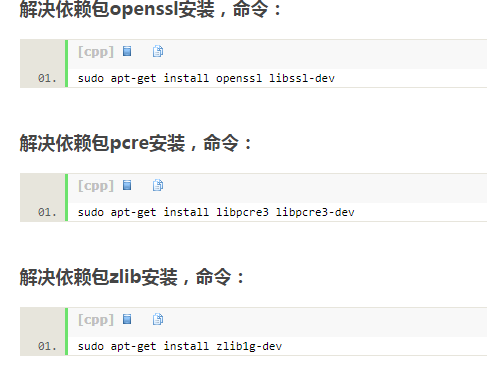 解决依赖包openssl安装，命令：
[cpp]
01. sudo apt-get install openssl libssl-dev
解决依赖包pcre安装，命令：
[cpp]
01. sudo apt-get install libpcre3 libpcre3-dev
解决依赖包zlib安装，命令：
[cpp]
01. sudo apt-get install zlib1g-dev